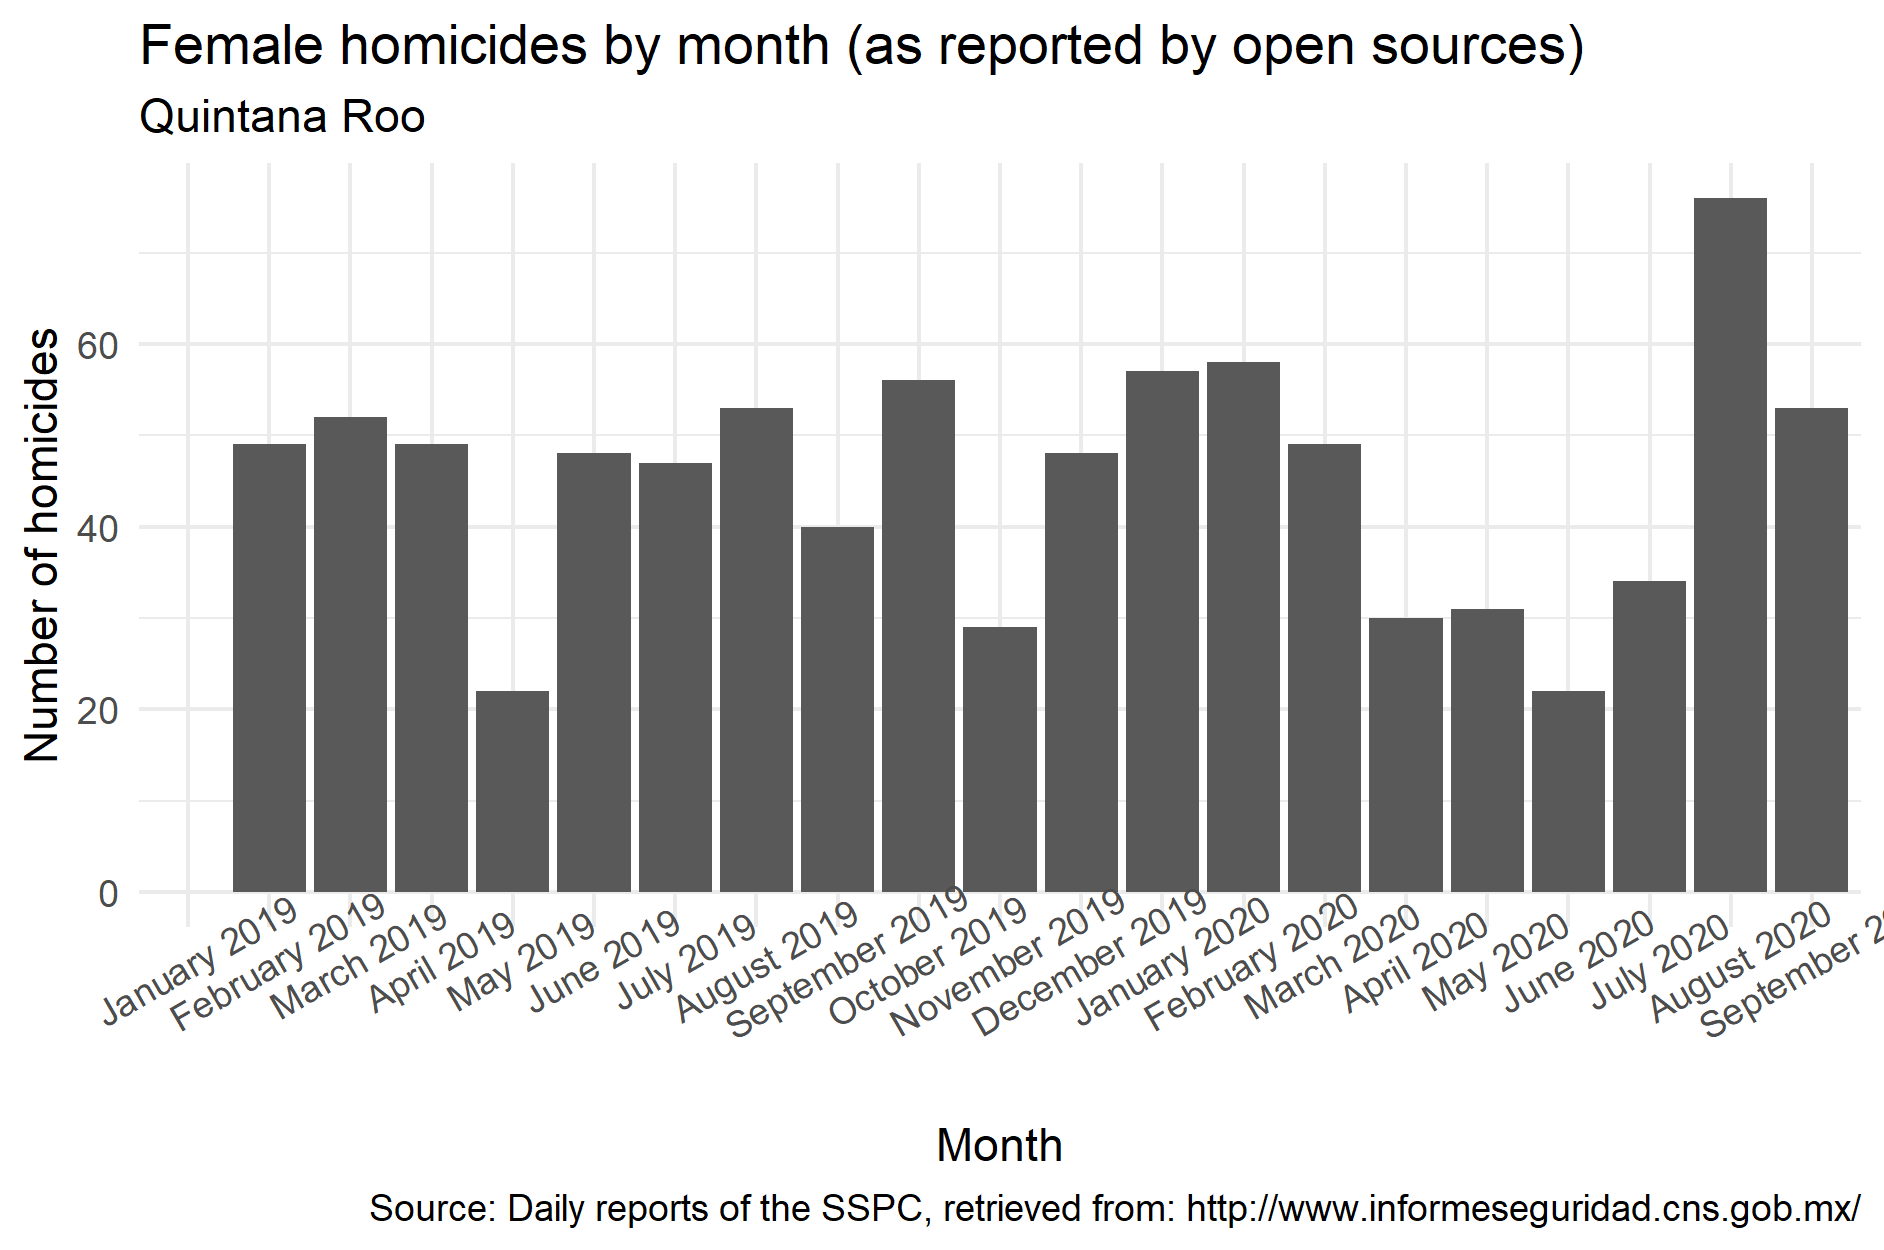 Female homicides by month (as reported by open sources)
Quintana Roo
Number of homicides
60
40
20
0
January 2019
February 2019
March 2019
April 2019
May 2019
June 2019
July 2019
August 2019
September 2019
October 2019
November 2019
December 2019
January 2020
February 2020
March 2020
April 2020
May 2020
June 2020
July 2020
August 2020
September 2
Month
Source: Daily reports of the SSPC, retrieved from: http://www.informeseguridad.cns.gob.mx/